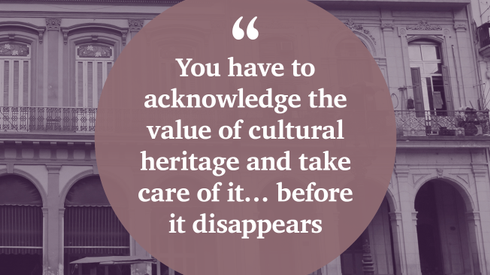 “
You have to
acknowledge the
value of cultural
heritage and take
care of it... before
it disappears